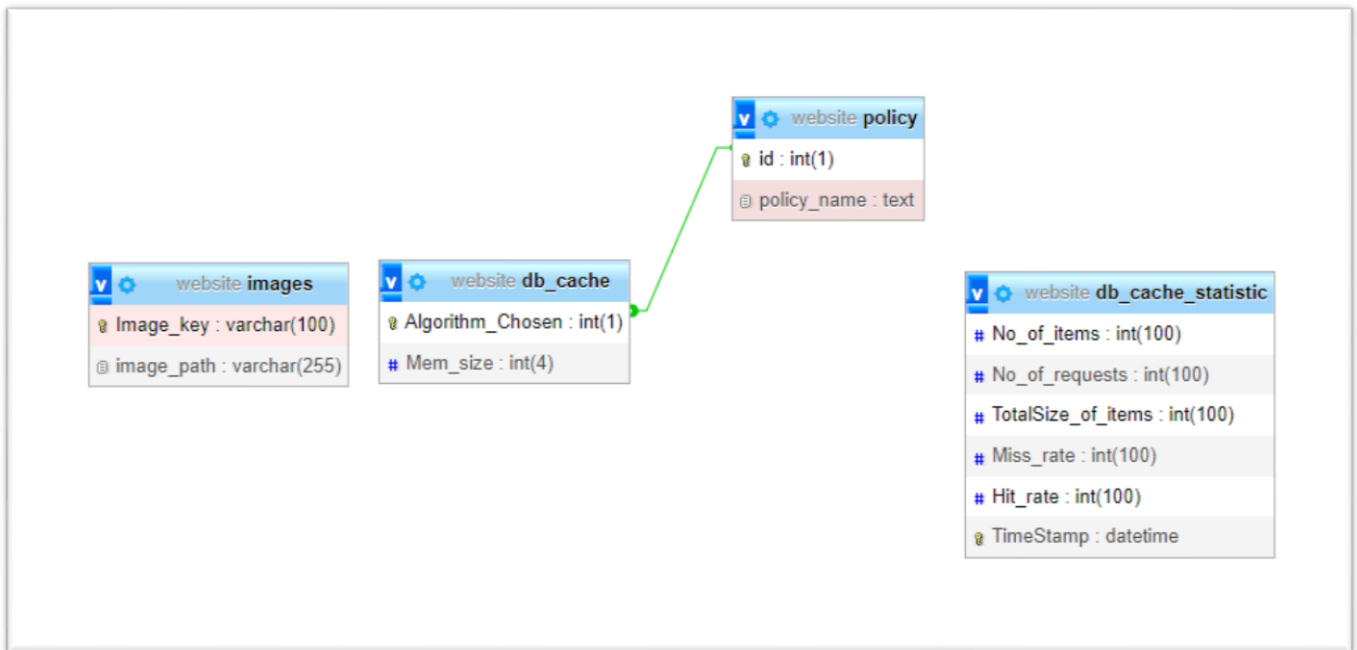 v website policy
id : int(1)
policy_name : text
v website images
Image_key : varchar(100)
image_path : varchar(255)
v website db_cache
Algorithm_Chosen : int(1)
# Mem_size : int(4)
v website db_cache_statistic
# No_of_items : int(100)
# No_of_requests : int(100)
# TotalSize_of_items : int(100)
# Miss_rate : int(100)
# Hit_rate : int(100)
TimeStamp : datetime